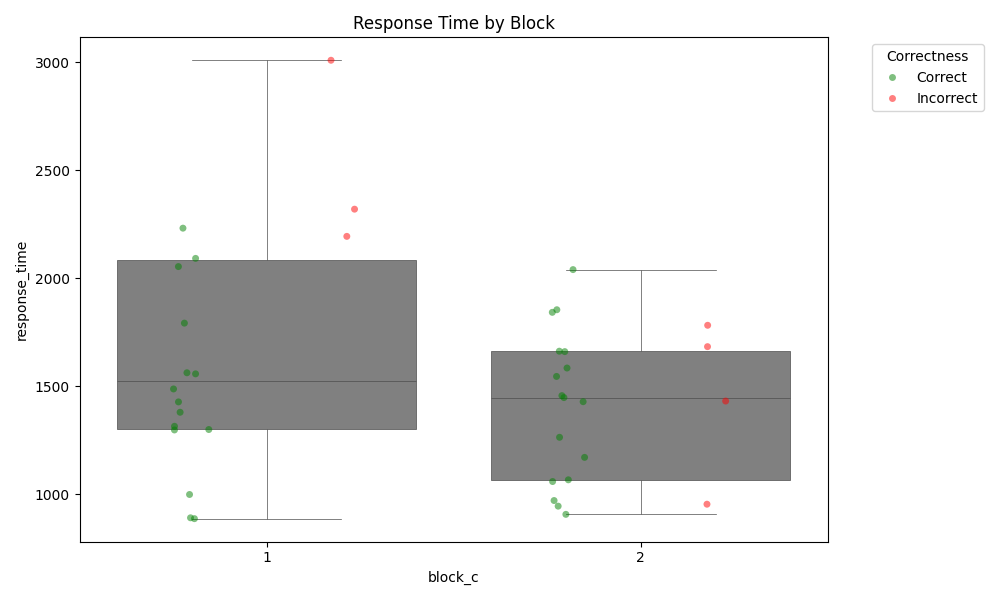 Response Time by Block
Correctness
Correct
Incorrect
3000
2500
2000
1500
1000
response_time
1
2
block_c